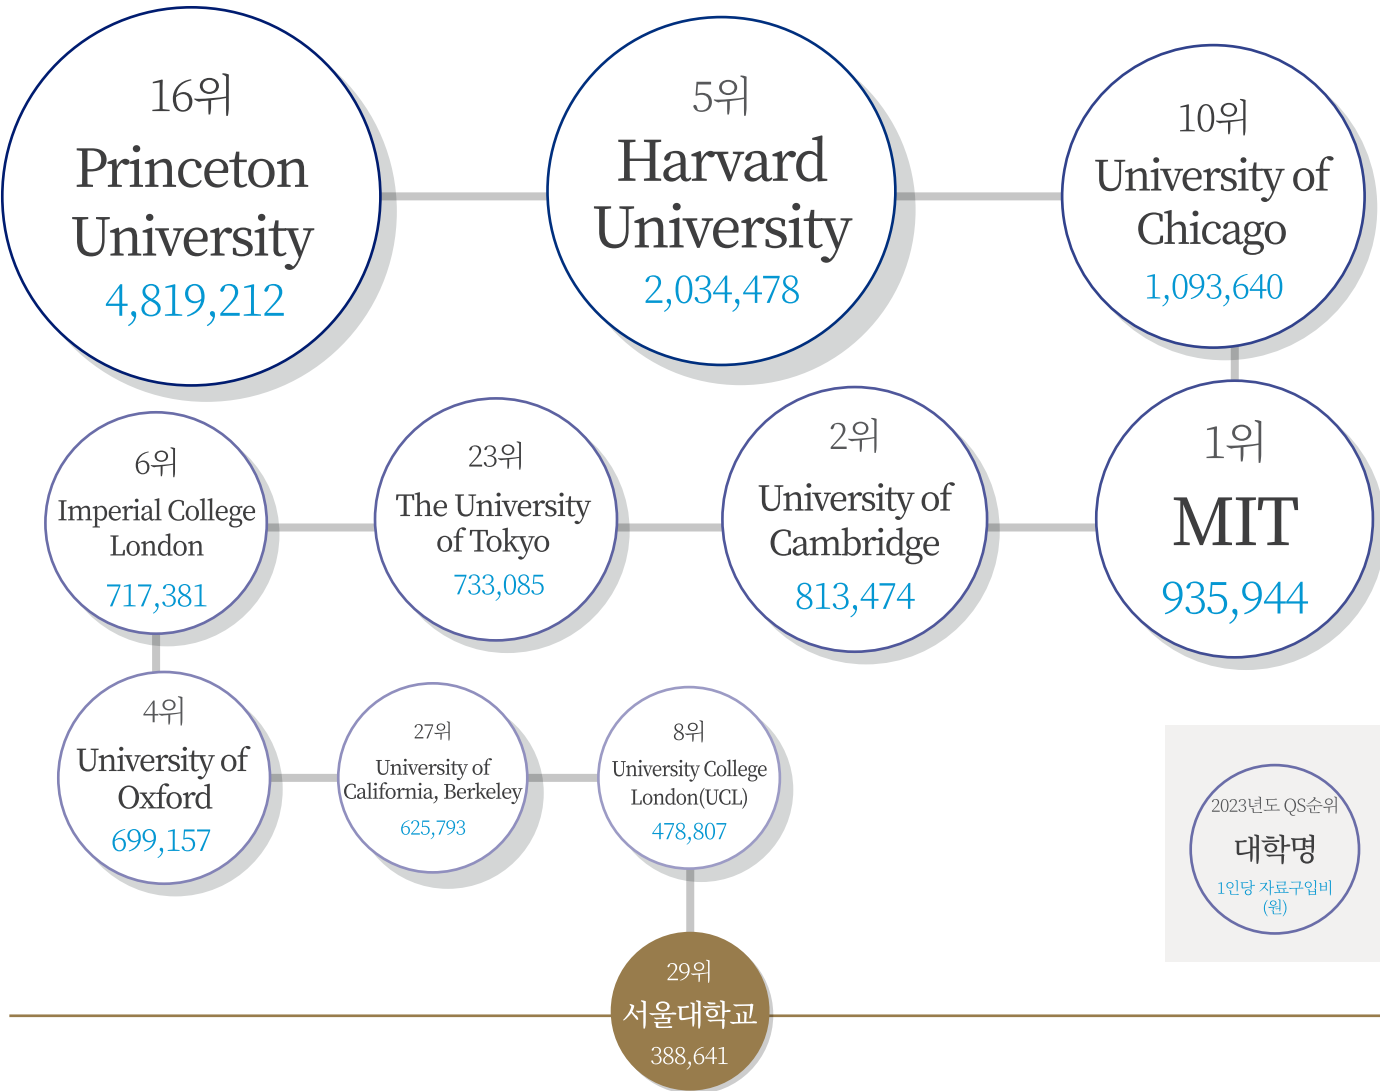 16위
Princeton
University
4,819,212
5위
Harvard
University
2,034,478
10위
University of
Chicago
1,093,640
1위
MIT
935,944
2위
University of
Cambridge
813,474
23위
The University
of Tokyo
733,085
6위
Imperial College
London
717,381
4위
University of
Oxford
699,157
27위
University of
California, Berkeley
625,793
8위
University College
London(UCL)
478,807
29위
서울대학교
388,641
2023년도 QS순위
대학명
1인당 자료구입비
(원)